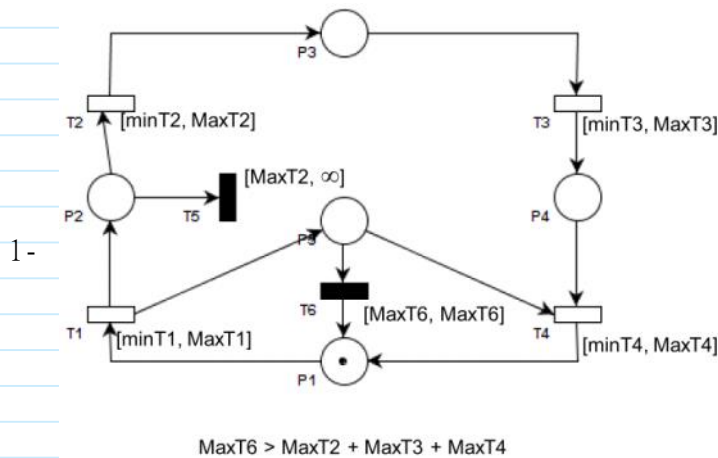 P3
T2
[minT2, MaxT2]
T3
[minT3, MaxT3]
[MaxT2, ∞]
P2
T5
P5
P4
1-
T6
[MaxT6, MaxT6]
T1
[minT1, MaxT1]
T4
[minT4, MaxT4]
P1
MaxT6 > MaxT2 + MaxT3 + MaxT4